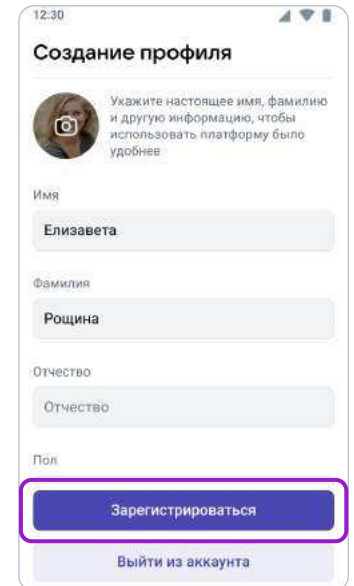 12:30
Создание профиля
Укажите настоящее имя, фамилию
и другую информацию, чтобы
использовать платформу было
удобнее
Имя
Елизавета
Фамилия
Рощина
Отчество
Отчество
Пол
Зарегистрироваться
Выйти из аккаунта